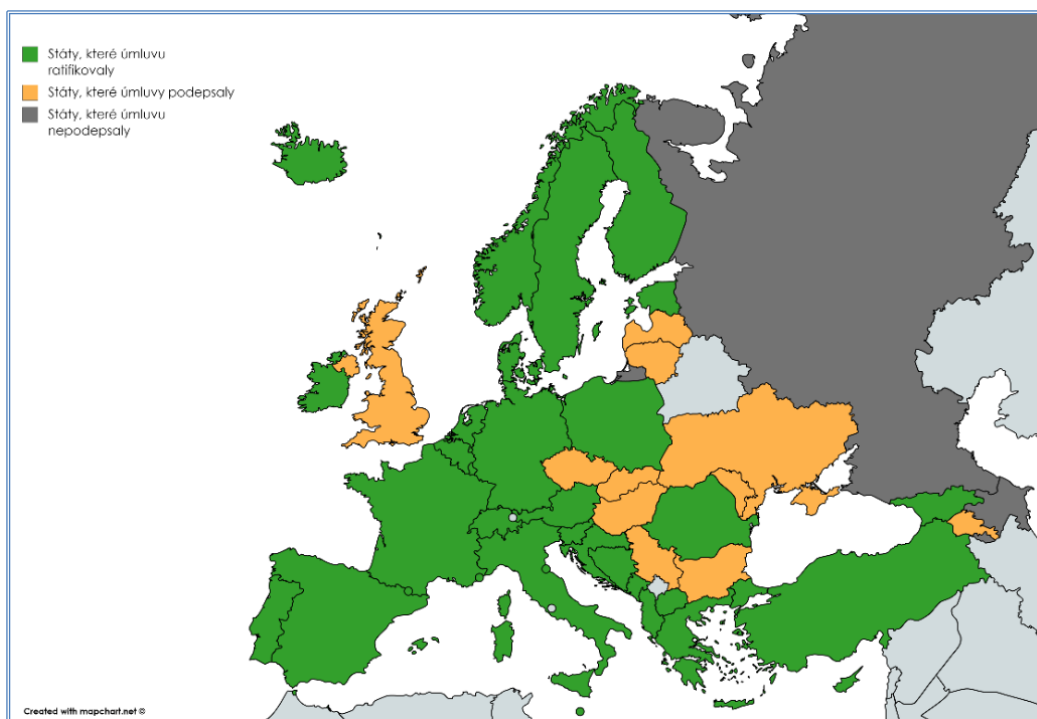 Státy, které úmluvu
ratifikovaly
Státy, které úmluvy podepsaly
Státy, které úmluvu
nepodepsaly
Created with mapchart.net ©